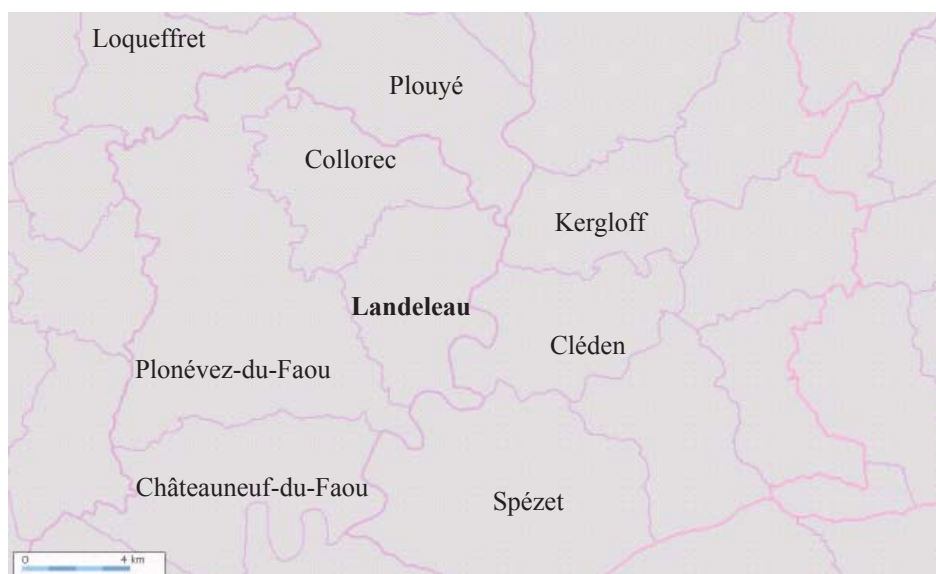 Loqueffret
Plouyé
Collorec
Kergloff
Landeleau
Cléden
Plonévez-du-Faou
Châteauneuf-du-Faou
Spézet
0 4 km